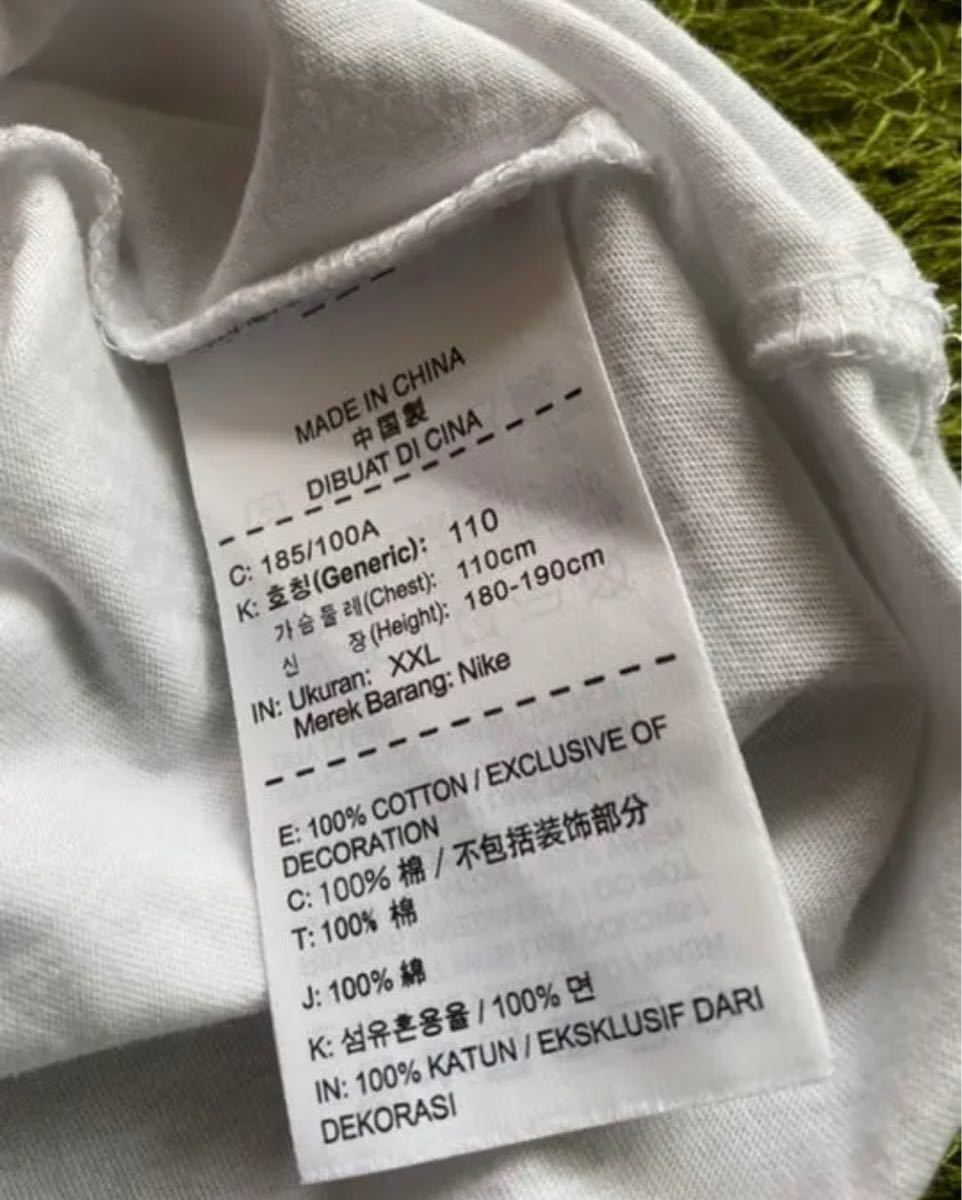 MADE IN CHINA
中国製
DIBUAT DI CINA
C: 185/100A
K: 호칭(Generic): 110
가슴둘레(Chest): 110cm
신 장(Height): 180-190cm
IN: Ukuran: XXL
Merek Barang: Nike
E: 100% COTTON / EXCLUSIVE OF
DECORATION
C: 100% 棉 / 不包括装饰部分
T: 100% 棉
J: 100% 綿
K: 섬유혼용율 / 100% 면
IN: 100% KATUN / EKSKLUSIF DARI
DEKORASI